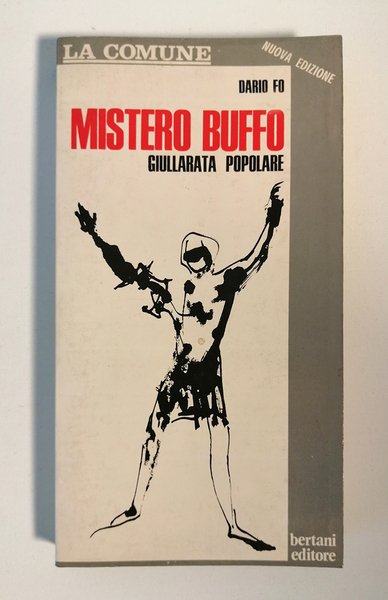 LA COMUNE
NUOVA EDIZIONE
DARIO FO
MISTERO BUFFO
GIULLARATA POPOLARE
bertani
editore